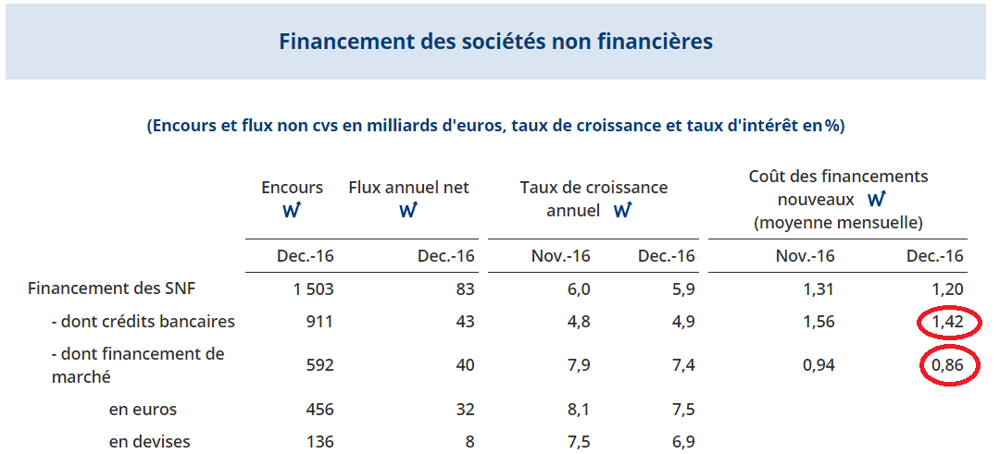 Financement des sociétés non financières
(Encours et flux non cvs en milliards d'euros, taux de croissance et taux d'intérêt en %)
Encours Flux annuel net Taux de croissance annuel Coût des financements nouveaux (moyenne mensuelle)
Dec.-16 Dec.-16 Nov.-16 Dec.-16 Nov.-16 Dec.-16
Financement des SNF 1 503 83 6,0 5,9 1,31 1,20
- dont crédits bancaires 911 43 4,8 4,9 1,56 1,42
- dont financement de marché 592 40 7,9 7,4 0,94 0,86
en euros 456 32 8,1 7,5
en devises 136 8 7,5 6,9